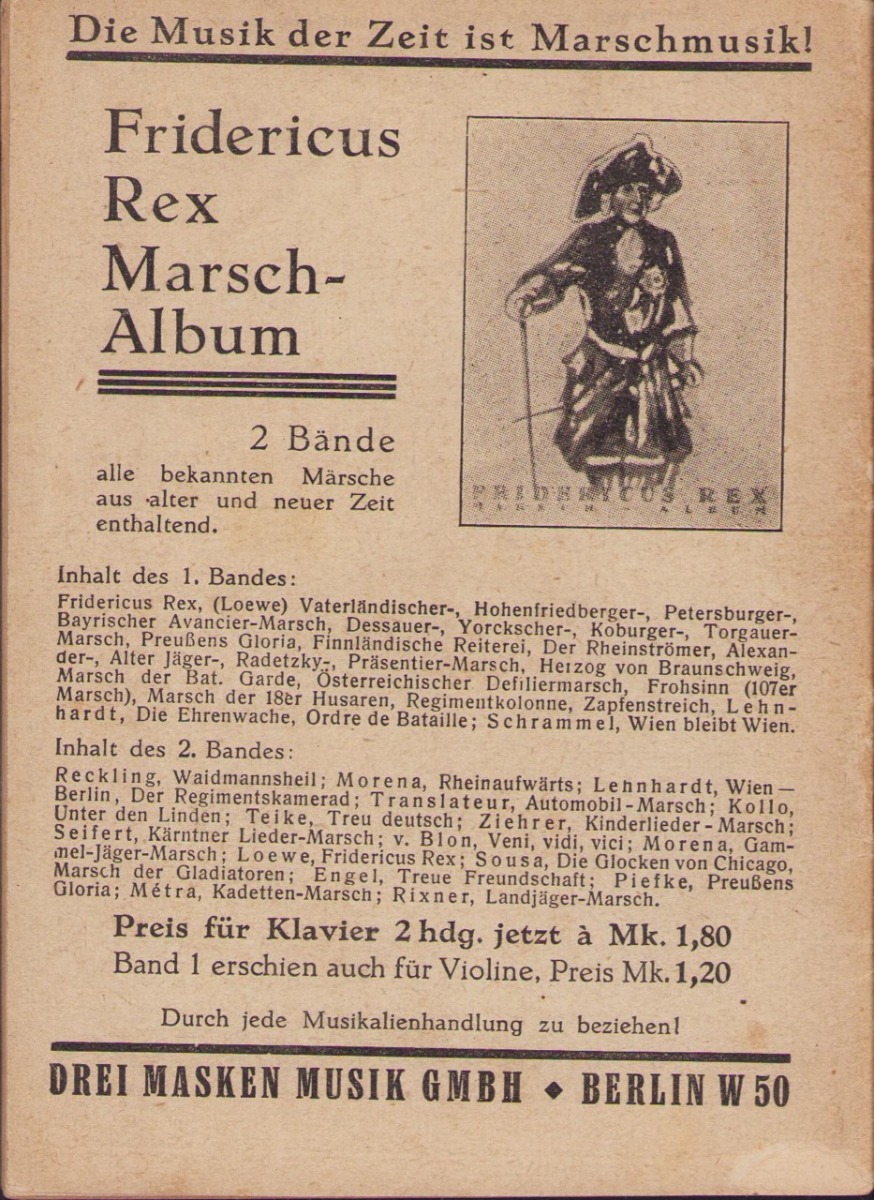 Die Musik der Zeit ist Marschmusik!
Fridericus
Rex
Marsch-
Album
2 Bände
alle bekannten Märsche
aus alter und neuer Zeit
enthaltend.
FRIDERICUS REX
MARSCH - ALBUM
Inhalt des 1. Bandes:
Fridericus Rex, (Loewe) Vaterländischer-, Hohenfriedberger-, Petersburger-,
Bayrischer Avancier-Marsch, Dessauer-, Yorckscher-, Koburger-, Torgauer-
Marsch, Preußens Gloria, Finnländische Reiterei, Der Rheinströmer, Alexan-
der-, Alter Jäger-, Radetzky-, Präsentier-Marsch, Herzog von Braunschweig,
Marsch der Bat. Garde, Österreichischer Defiliermarsch, Frohsinn (107er
Marsch), Marsch der 18er Husaren, Regimentkolonne, Zapfenstreich, Lehn-
hardt, Die Ehrenwache, Ordre de Bataille; Schrammel, Wien bleibt Wien.
Inhalt des 2. Bandes:
Reckling, Waidmannsheil; Morena, Rheinaufwärts; Lehnhardt, Wien —
Berlin, Der Regimentskamerad; Translateur, Automobil-Marsch; Kollo,
Unter den Linden; Teike, Treu deutsch; Ziehrer, Kinderlieder-Marsch;
Seifert, Kärntner Lieder-Marsch; v. Blon, Veni, vidi, vici; Morena, Gam-
mel-Jäger-Marsch; Loewe, Fridericus Rex; Sousa, Die Glocken von Chicago,
Marsch der Gladiatoren; Engel, Treue Freundschaft; Piefke, Preußens
Gloria; Métra, Kadetten-Marsch; Rixner, Landjäger-Marsch.
Preis für Klavier 2 hdg. jetzt à Mk. 1,80
Band 1 erschien auch für Violine, Preis Mk. 1,20
Durch jede Musikalienhandlung zu beziehen!
DREI MASKEN MUSIK GMBH ◆ BERLIN W 50